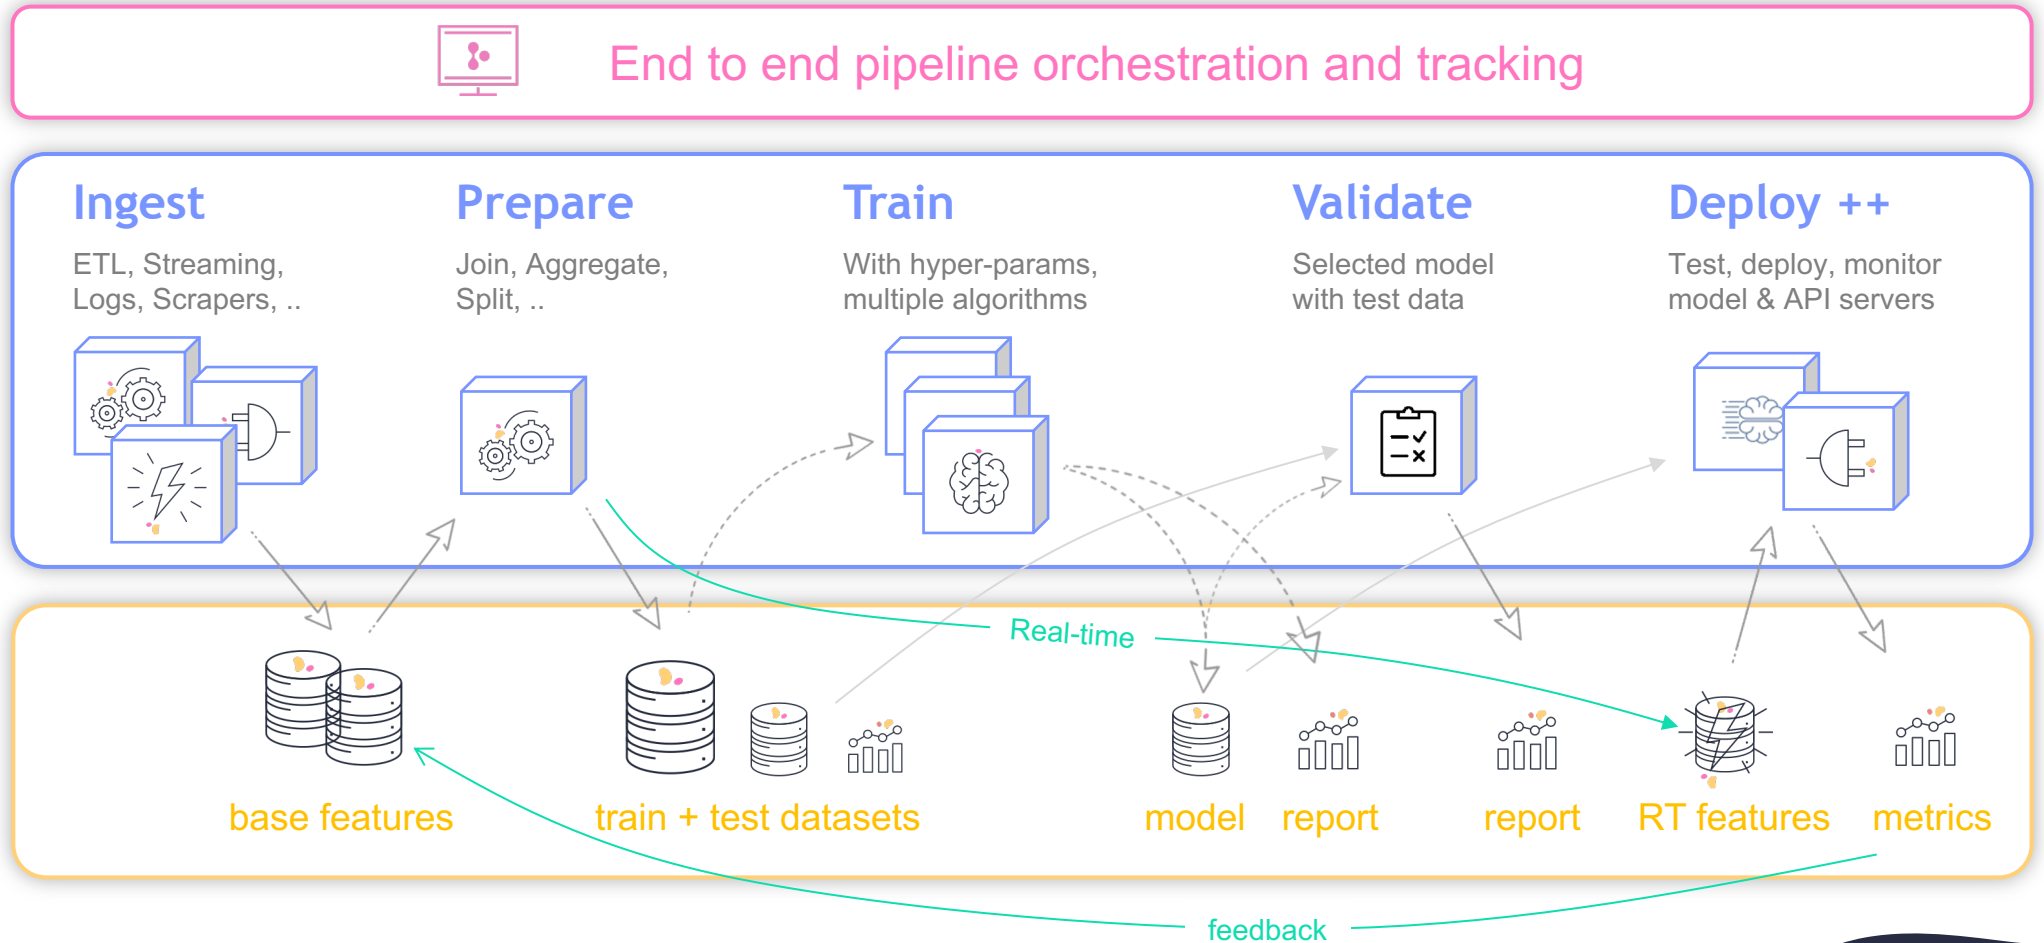 End to end pipeline orchestration and tracking
Ingest
ETL, Streaming,
Logs, Scrapers, ..
Prepare
Join, Aggregate,
Split, ..
Train
With hyper-params,
multiple algorithms
Validate
Selected model
with test data
Deploy ++
Test, deploy, monitor
model & API servers
Real-time
base features
train + test datasets
model
report
report
RT features
metrics
feedback